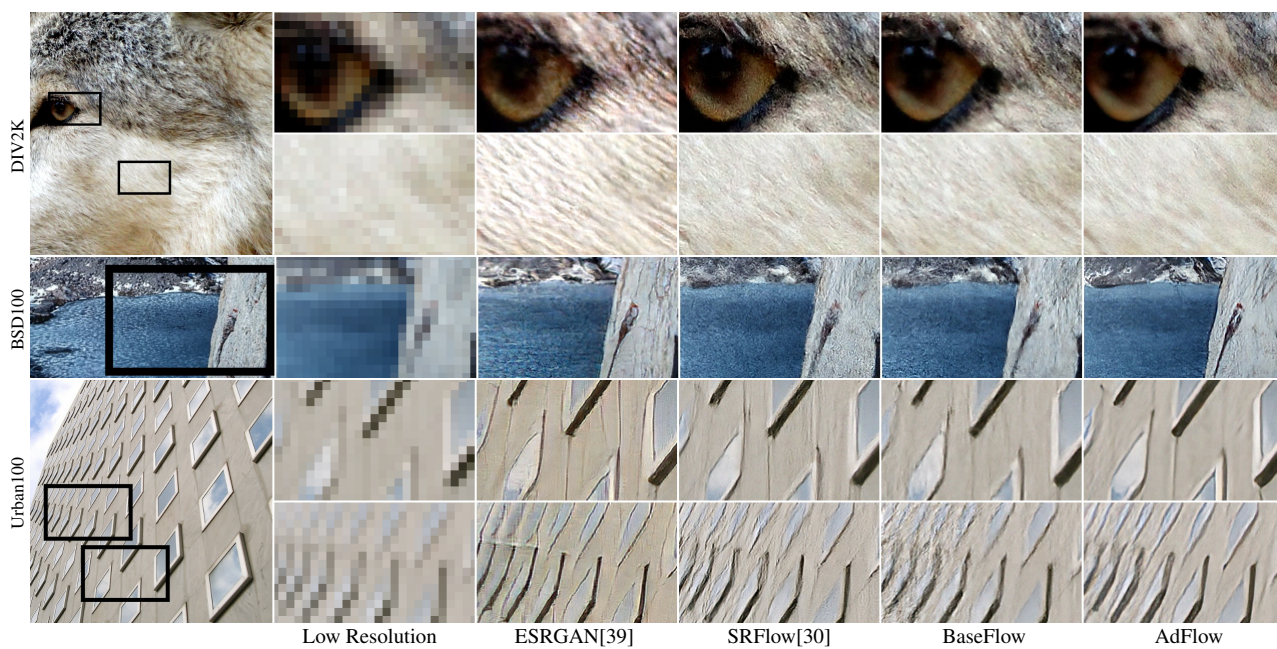 DIV2K
BSD100
Urban100
Low Resolution ESRGAN[39] SRFlow[30] BaseFlow AdFlow